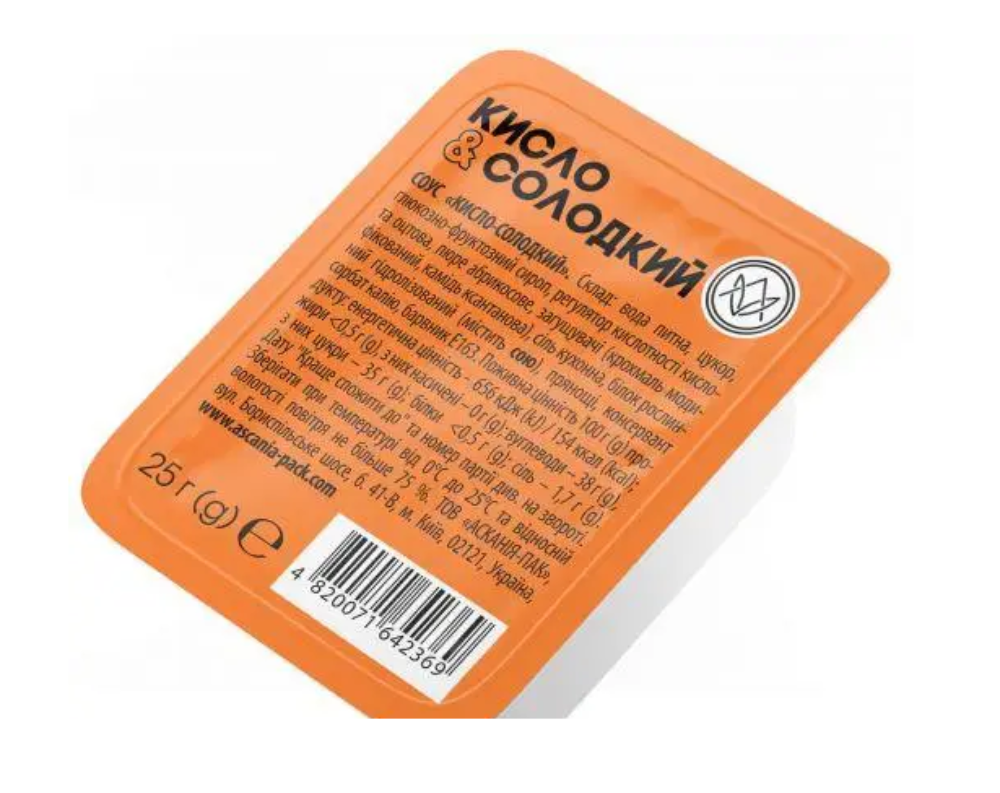 КИСЛО
& СОЛОДКИЙ
СОУС «КИСЛО-СОЛОДКИЙ». Склад: вода питна, цукор,
глюкозно-фруктозний сироп, регулятор кислотності кисло-
та оцтова, пюре абрикосове, загущувачі (крохмаль моди-
фікований, камідь ксантанова), сіль кухонна, білок рослин-
ний гідролізований (містить сою), прянощі, консервант
сорбат калію, барвник Е163. Поживна цінність 100 г (g) про-
дукту: енергетична цінність - 656 кДж (kJ) / 154 ккал (kcal);
жири <0,5 г (g), з них насичені - 0 г (g); вуглеводи - 38 г (g),
з них цукри – 35 г (g); білки <0,5 г (g); сіль – 1,7 г (g).
Дату "Краще спожити до" та номер партії див. на звороті.
Зберігати при температурі від 0°С до 25°С та відносній
вологості повітря не більше 75 %. ТОВ «АСКАНІЯ-ПАК»,
вул. Бориспільське шосе, б. 41-В, м. Київ, 02121, Україна,
www.ascania-pack.com
25 г (g) ℮
4 820071 642369